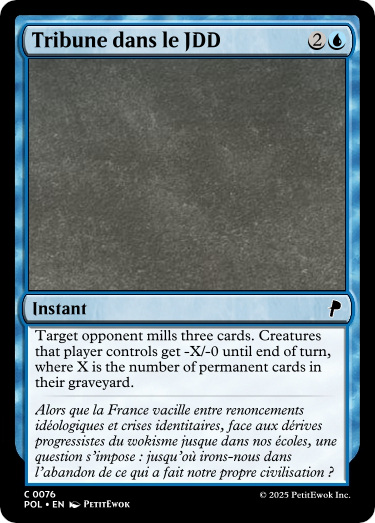 Tribune dans le JDD 2
Instant
Target opponent mills three cards. Creatures
that player controls get -X/-0 until end of turn,
where X is the number of permanent cards in
their graveyard.
Alors que la France vacille entre renoncements
idéologiques et crises identitaires, face aux dérives
progressistes du wokisme jusque dans nos écoles, une
question s'impose : jusqu'où irons-nous dans
l'abandon de ce qui a fait notre propre civilisation ?
C 0076
POL • EN PetitEwok
© 2025 PetitEwok Inc.